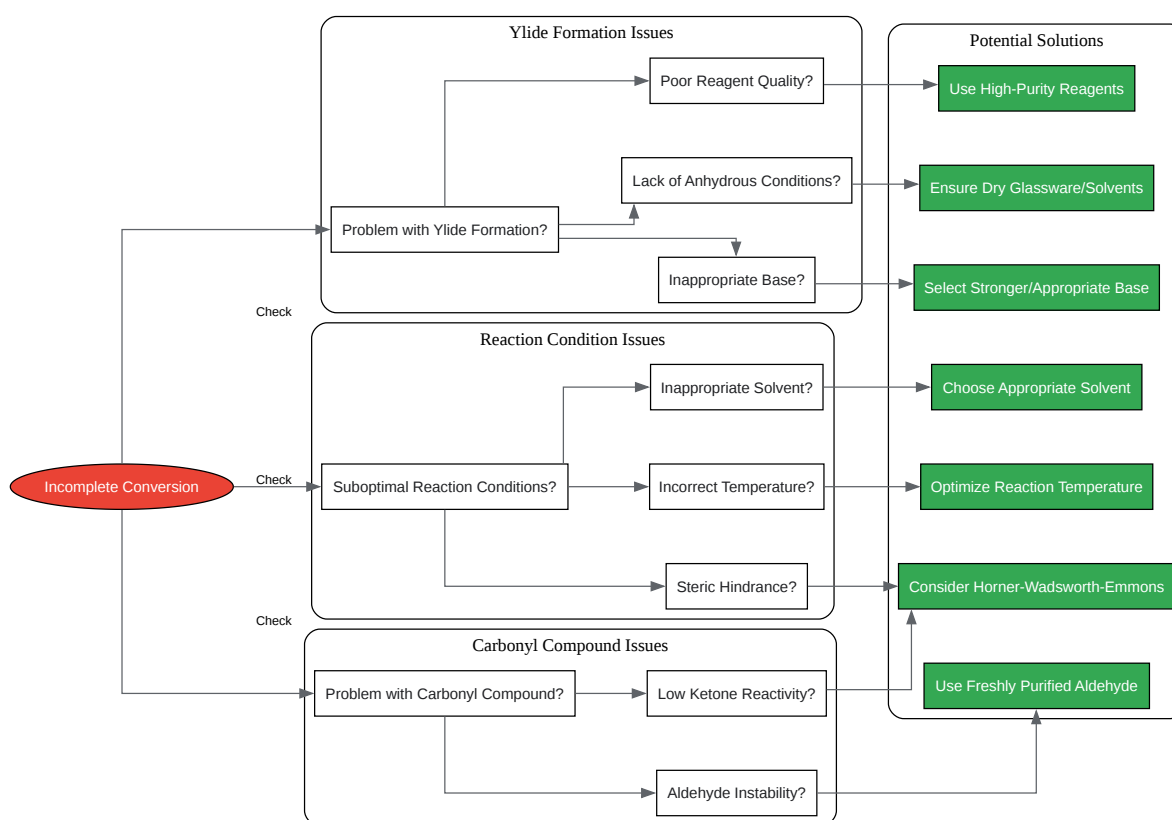 Ylide Formation Issues
Potential Solutions
Poor Reagent Quality?
Use High-Purity Reagents
Lack of Anhydrous Conditions?
Ensure Dry Glassware/Solvents
Problem with Ylide Formation?
Inappropriate Base?
Select Stronger/Appropriate Base
Check
Reaction Condition Issues
Inappropriate Solvent?
Choose Appropriate Solvent
Incomplete Conversion
Check
Suboptimal Reaction Conditions?
Incorrect Temperature?
Optimize Reaction Temperature
Steric Hindrance?
Consider Horner-Wadsworth-Emmons
Check
Carbonyl Compound Issues
Problem with Carbonyl Compound?
Low Ketone Reactivity?
Use Freshly Purified Aldehyde
Aldehyde Instability?